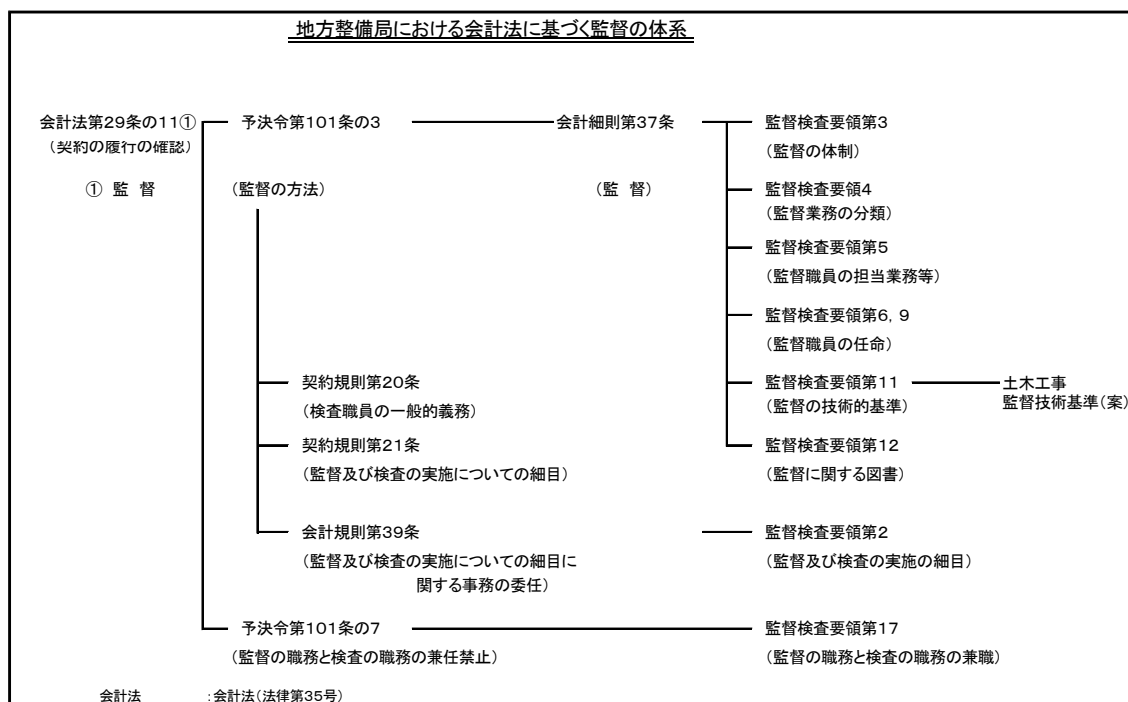 地方整備局における会計法に基づく監督の体系
会計法第29条の11① 予決令第101条の3 会計細則第37条 監督検査要領第3
（契約の履行の確認） （監督の体制）
① 監 督 （監督の方法） （監 督） 監督検査要領4
（監督業務の分類）
監督検査要領第5
（監督職員の担当業務等）
監督検査要領第6，9
（監督職員の任命）
契約規則第20条 監督検査要領第11 土木工事
（検査職員の一般的義務） （監督の技術的基準） 監督技術基準（案）
契約規則第21条 監督検査要領第12
（監督及び検査の実施についての細目） （監督に関する図書）
会計規則第39条 監督検査要領第2
（監督及び検査の実施についての細目に （監督及び検査の実施の細目）
関する事務の委任）
予決令第101条の7 監督検査要領第17
（監督の職務と検査の職務の兼任禁止） （監督の職務と検査の職務の兼職）
会計法 ：会計法（法律第35号）